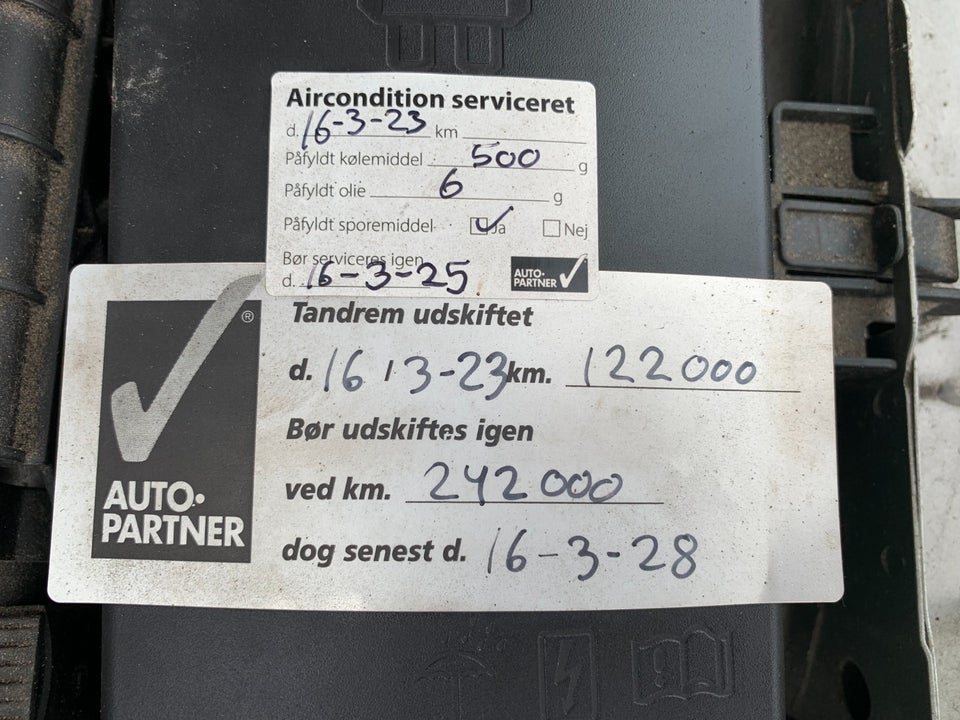 Aircondition serviceret
d. 16-3-23 km
Påfyldt kølemiddel 500 g
Påfyldt olie 6 g
Påfyldt sporemiddel Ja Nej
Bør serviceres igen
d. 16-3-25
AUTO-
PARTNER
Tandrem udskiftet
d. 16 / 3-23 km. 122000
Bør udskiftes igen
ved km. 242000
dog senest d. 16-3-28
®
AUTO-
PARTNER